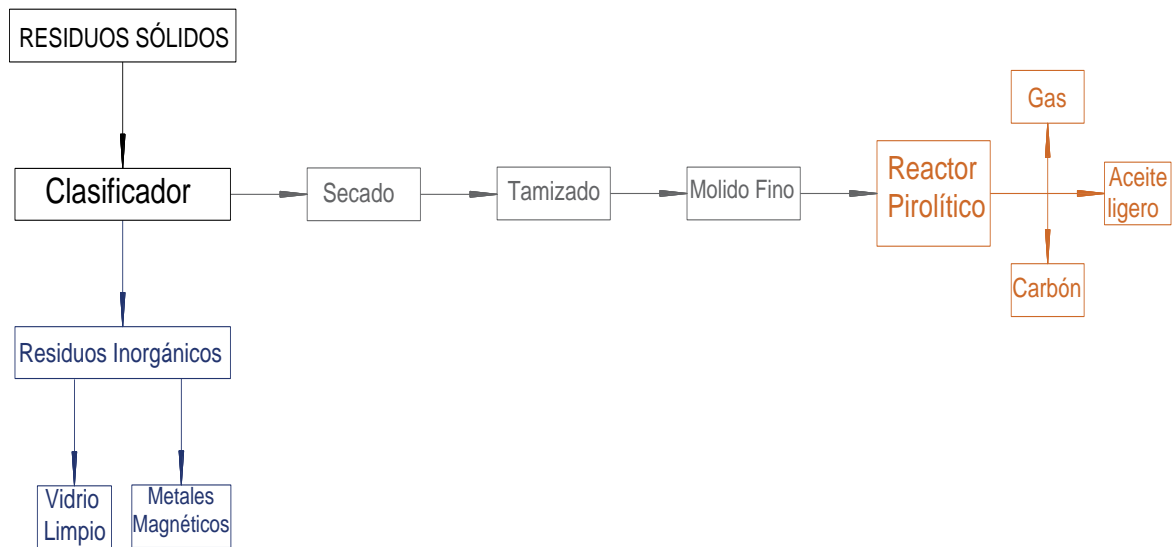 RESIDUOS SÓLIDOS
Gas
Clasificador
Secado
Tamizado
Molido Fino
Reactor
Pirolítico
Aceite
ligero
Carbón
Residuos Inorgánicos
Vidrio
Limpio
Metales
Magnéticos